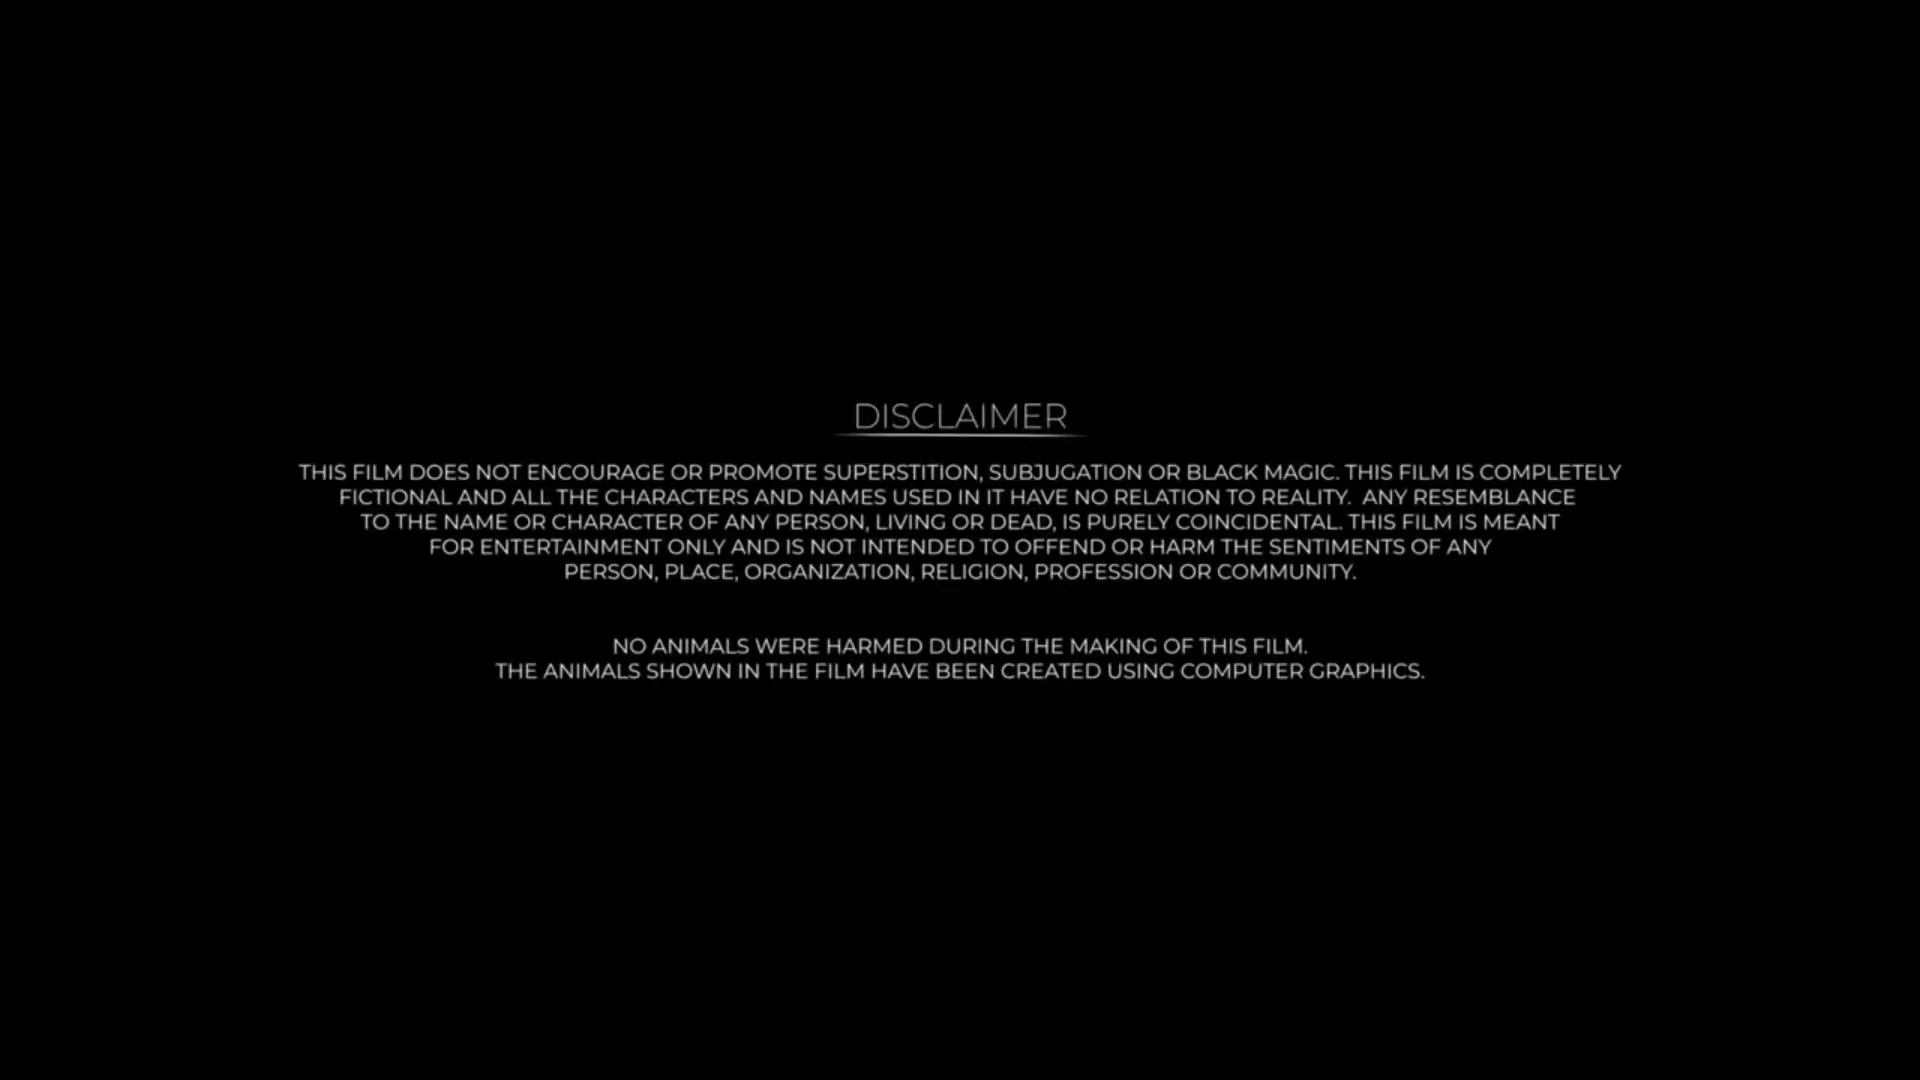 DISCLAIMER
THIS FILM DOES NOT ENCOURAGE OR PROMOTE SUPERSTITION, SUBJUGATION OR BLACK MAGIC. THIS FILM IS COMPLETELY
FICTIONAL AND ALL THE CHARACTERS AND NAMES USED IN IT HAVE NO RELATION TO REALITY. ANY RESEMBLANCE
TO THE NAME OR CHARACTER OF ANY PERSON, LIVING OR DEAD, IS PURELY COINCIDENTAL. THIS FILM IS MEANT
FOR ENTERTAINMENT ONLY AND IS NOT INTENDED TO OFFEND OR HARM THE SENTIMENTS OF ANY
PERSON, PLACE, ORGANIZATION, RELIGION, PROFESSION OR COMMUNITY.
NO ANIMALS WERE HARMED DURING THE MAKING OF THIS FILM.
THE ANIMALS SHOWN IN THE FILM HAVE BEEN CREATED USING COMPUTER GRAPHICS.